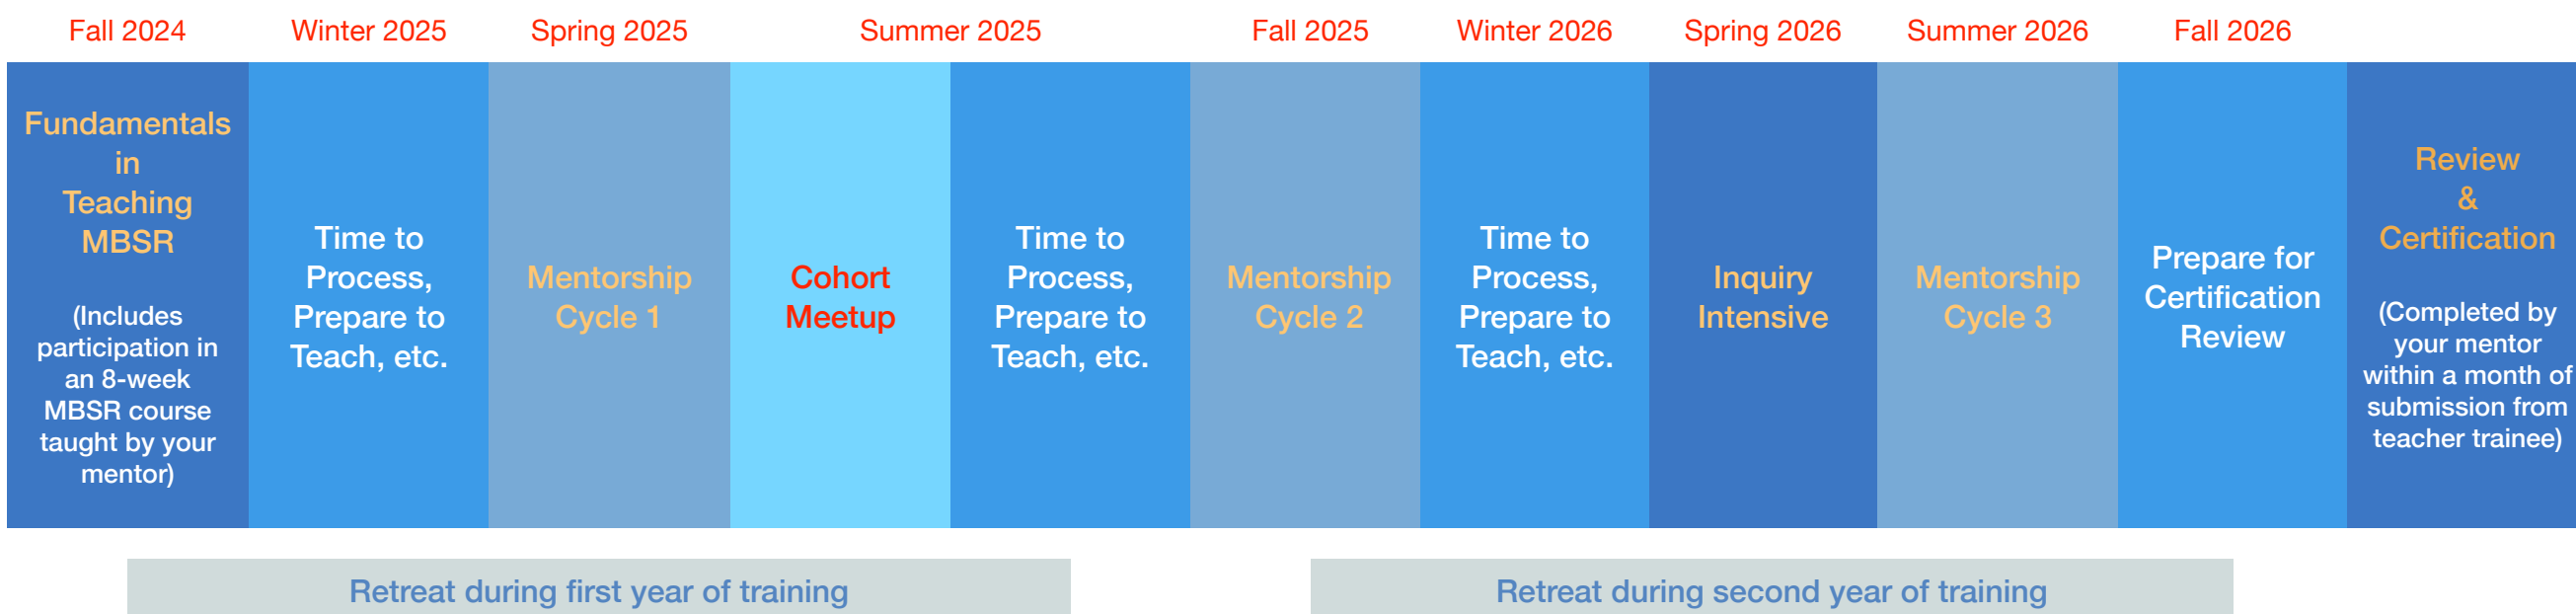 Fall 2024
Winter 2025
Spring 2025
Summer 2025
Fall 2025
Winter 2026
Spring 2026
Summer 2026
Fall 2026
Fundamentals
in
Teaching
MBSR
(Includes
participation in
an 8-week
MBSR course
taught by your
mentor)
Time to
Process,
Prepare to
Teach, etc.
Mentorship
Cycle 1
Cohort
Meetup
Time to
Process,
Prepare to
Teach, etc.
Mentorship
Cycle 2
Time to
Process,
Prepare to
Teach, etc.
Inquiry
Intensive
Mentorship
Cycle 3
Prepare for
Certification
Review
Review
&
Certification
(Completed by
your mentor
within a month of
submission from
teacher trainee)
Retreat during first year of training
Retreat during second year of training